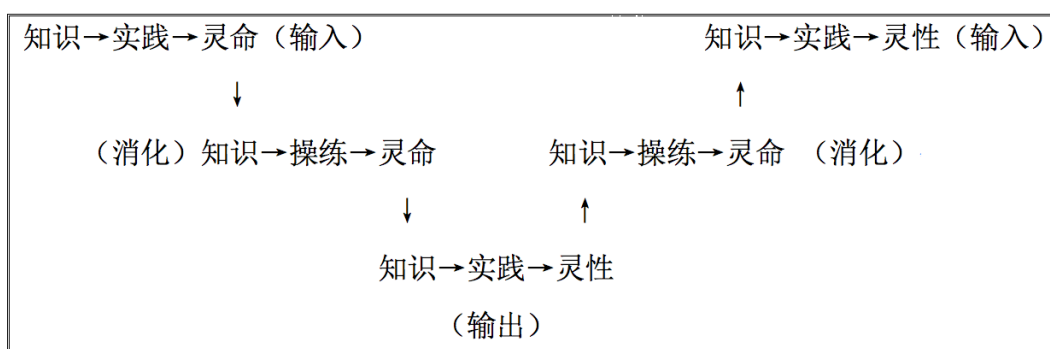 知识→实践→灵命（输入） 知识→实践→灵性（输入）
↓ ↑
（消化）知识→操练→灵命 知识→操练→灵命 （消化）
↓ ↑
知识→实践→灵性
（输出）